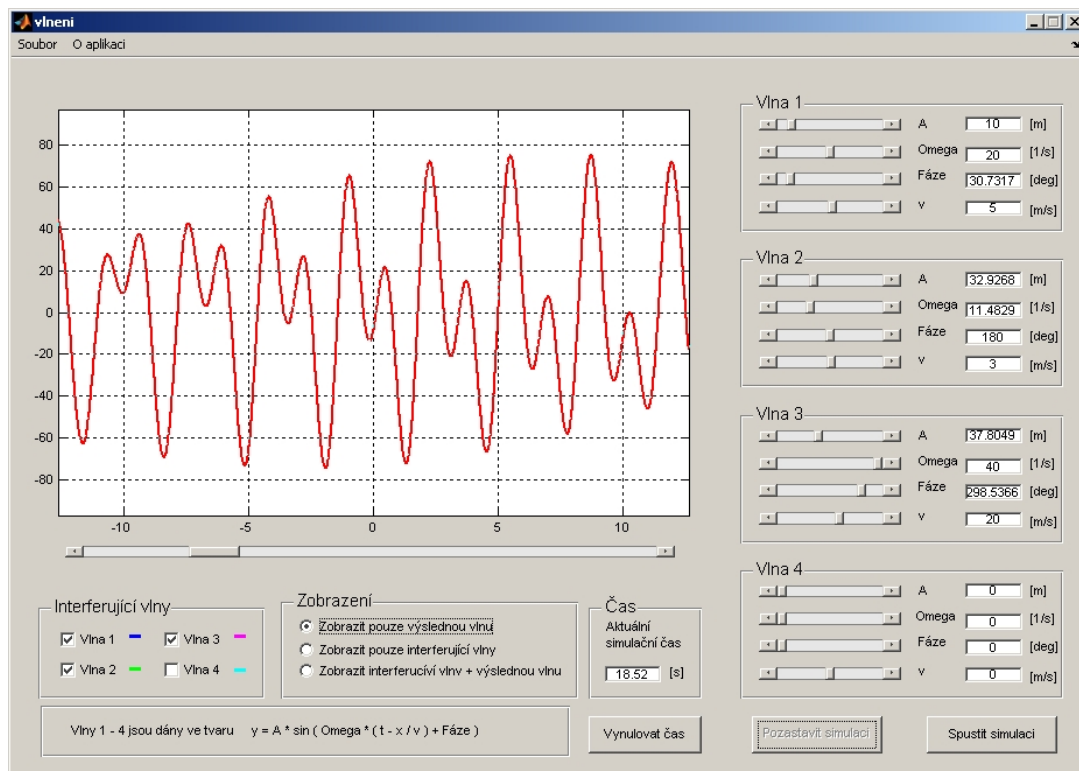 vlneni
Soubor O aplikaci
80
60
40
20
0
-20
-40
-60
-80
-10 -5 0 5 10
Vlna 1
A 10 [m]
Omega 20 [1/s]
Fáze 30.7317 [deg]
v 5 [m/s]
Vlna 2
A 32.9268 [m]
Omega 11.4829 [1/s]
Fáze 180 [deg]
v 3 [m/s]
Vlna 3
A 37.8049 [m]
Omega 40 [1/s]
Fáze 298.5366 [deg]
v 20 [m/s]
Vlna 4
A 0 [m]
Omega 0 [1/s]
Fáze 0 [deg]
v 0 [m/s]
Interferující vlny
Vlna 1 Vlna 3
Vlna 2 Vlna 4
Zobrazení
Zobrazit pouze výslednou vlnu
Zobrazit pouze interferující vlny
Zobrazit interferucíví vlnv + výslednou vlnu
Čas
Aktuální
simulační čas
18.52 [s]
Vlny 1 - 4 jsou dány ve tvaru y = A * sin ( Omega * ( t - x / v ) + Fáze )
Vynulovat čas
Pozastavit simulaci
Spustit simulaci